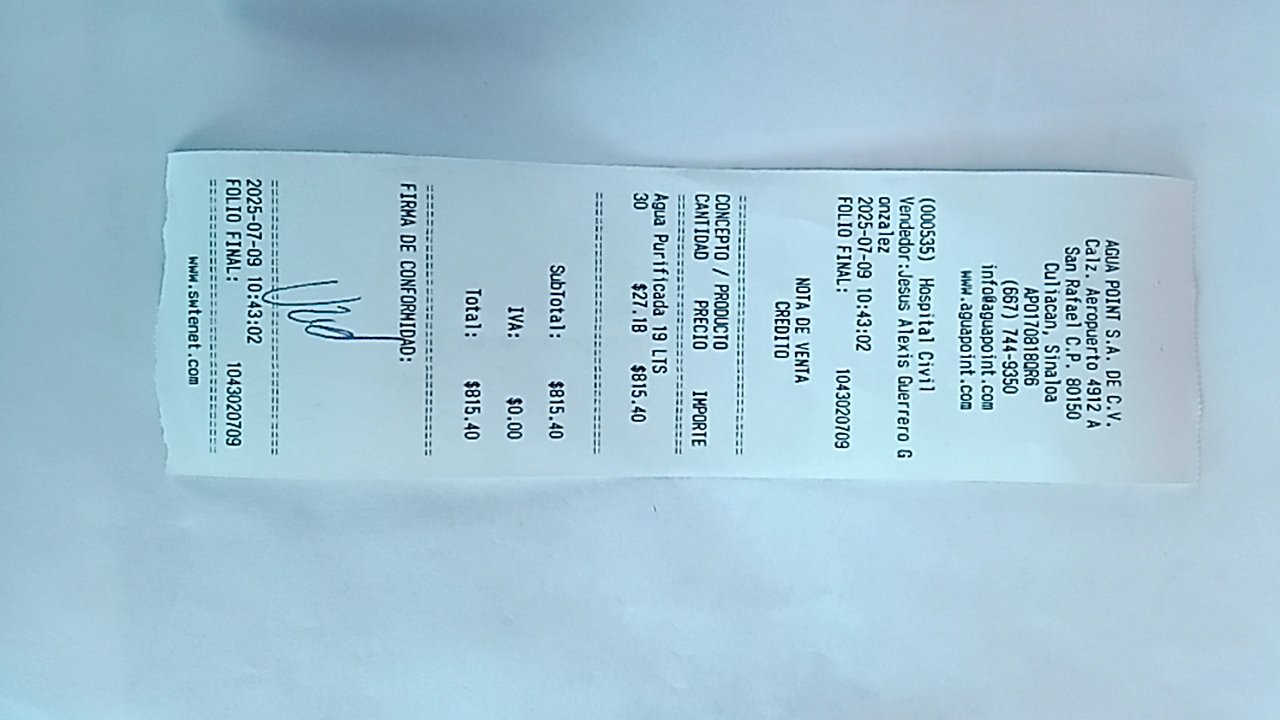 AGUA POINT S.A. DE C.V.
Calz. Aeropuerto 4912 A
San Rafael C.P. 80150
Culiacan, Sinaloa
APO170818QR6
(667) 744-9350
info@aguapoint.com
www.aguapoint.com
(000535) Hospital Civil
Vendedor:Jesus Alexis Guerrero G
onzalez
2025-07-09 10:43:02
FOLIO FINAL: 1043020709
NOTA DE VENTA
CREDITO
================================
CONCEPTO / PRODUCTO
CANTIDAD PRECIO IMPORTE
================================
Agua Purificada 19 LTS
30 $27.18 $815.40
================================
SubTotal: $815.40
IVA: $0.00
Total: $815.40
================================
FIRMA DE CONFORMIDAD:
================================
2025-07-09 10:43:02
FOLIO FINAL: 1043020709
================================
www.swtenet.com